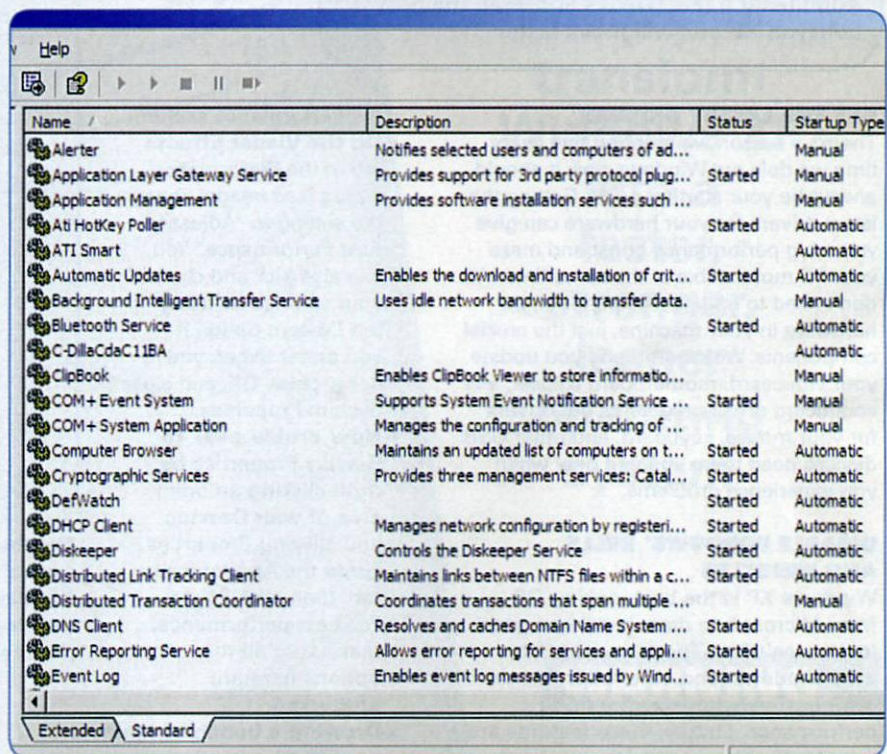 Help
Name Description Status Startup Type
Alerter Notifies selected users and computers of ad... Manual
Application Layer Gateway Service Provides support for 3rd party protocol plug... Started Manual
Application Management Provides software installation services such ... Manual
Ati HotKey Poller Started Automatic
ATI Smart Automatic
Automatic Updates Enables the download and installation of crit... Started Automatic
Background Intelligent Transfer Service Uses idle network bandwidth to transfer data. Manual
Bluetooth Service Started Automatic
C-DillaCdaC11BA Automatic
ClipBook Enables ClipBook Viewer to store informatio... Manual
COM+ Event System Supports System Event Notification Service ... Started Manual
COM+ System Application Manages the configuration and tracking of ... Manual
Computer Browser Maintains an updated list of computers on t... Started Automatic
Cryptographic Services Provides three management services: Catal... Started Automatic
DefWatch Started Automatic
DHCP Client Manages network configuration by registeri... Started Automatic
Diskeeper Controls the Diskeeper Service Started Automatic
Distributed Link Tracking Client Maintains links between NTFS files within a c... Started Automatic
Distributed Transaction Coordinator Coordinates transactions that span multiple ... Manual
DNS Client Resolves and caches Domain Name System ... Started Automatic
Error Reporting Service Allows error reporting for services and appli... Started Automatic
Event Log Enables event log messages issued by Wind... Started Automatic
Extended Standard